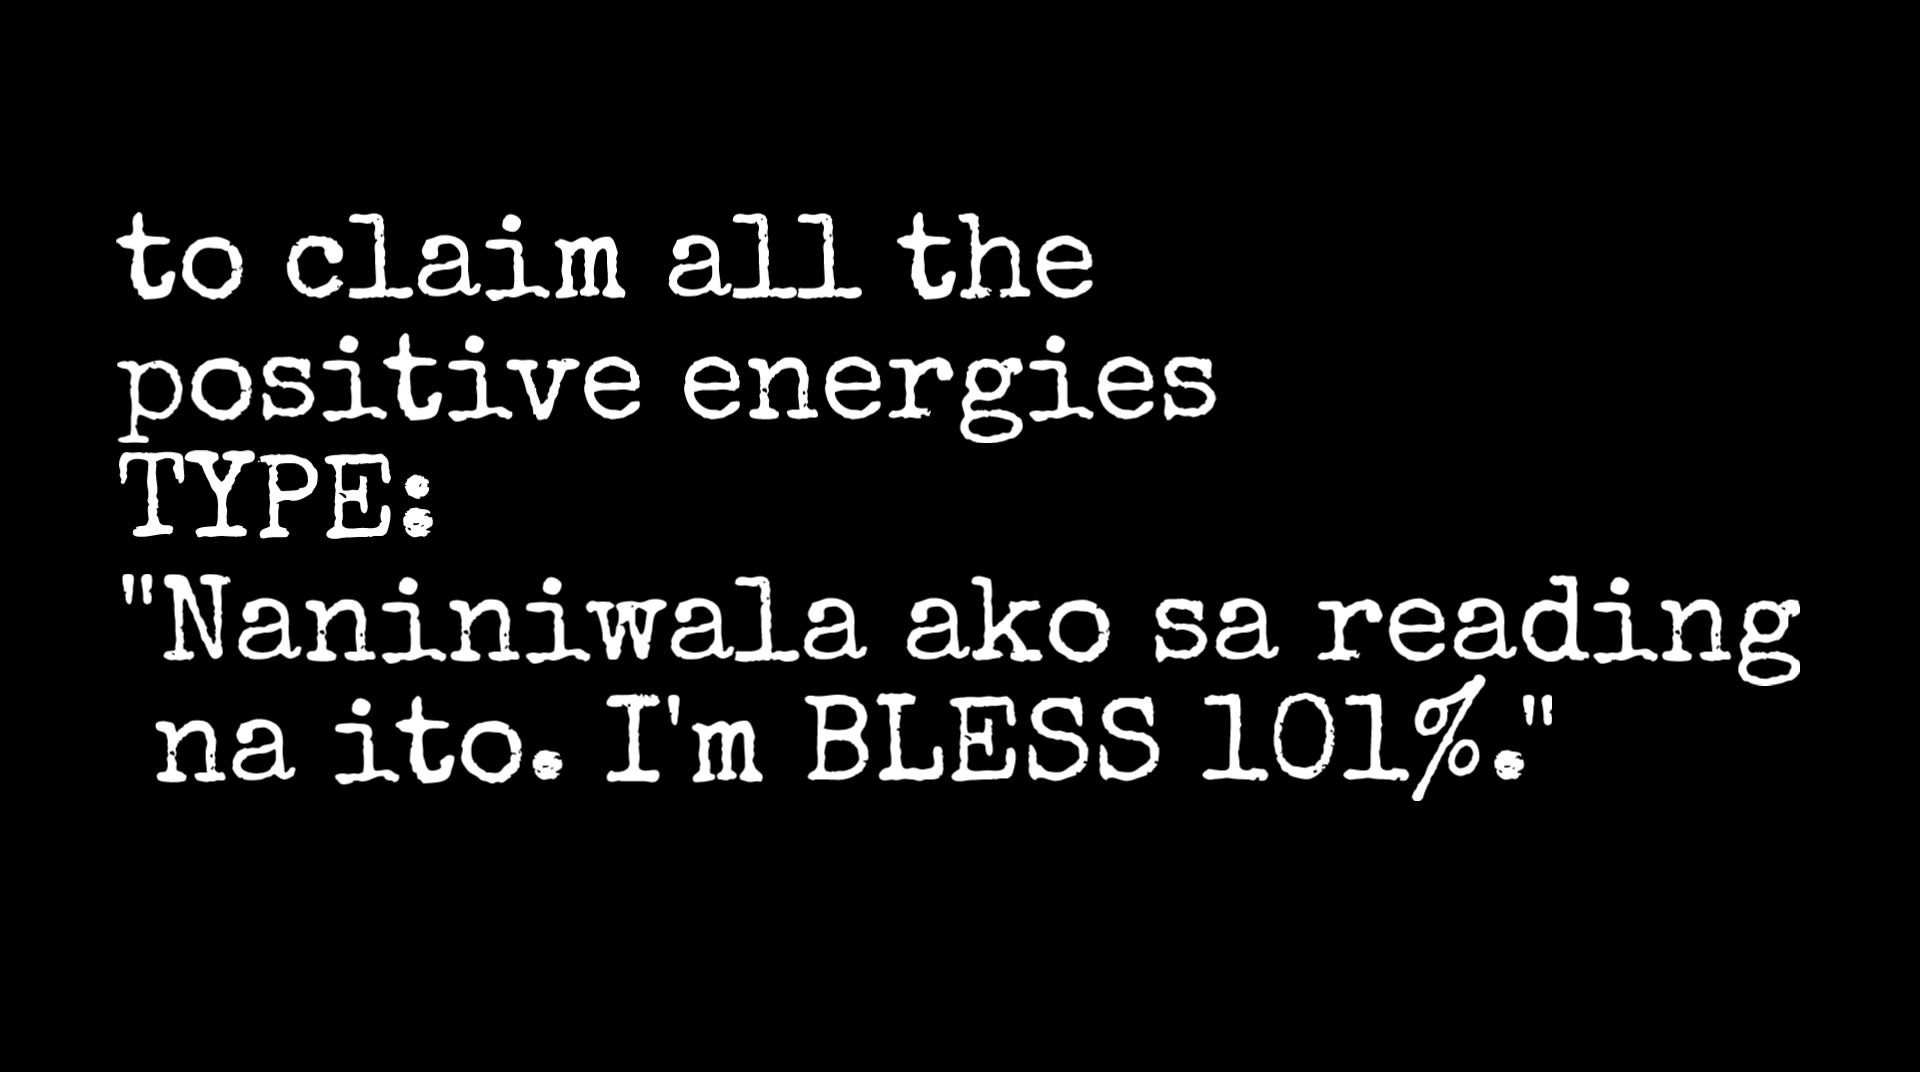 to claim all the
positive energies
TYPE:
"Naniniwala ako sa reading
na ito. I'm BLESS 101%."